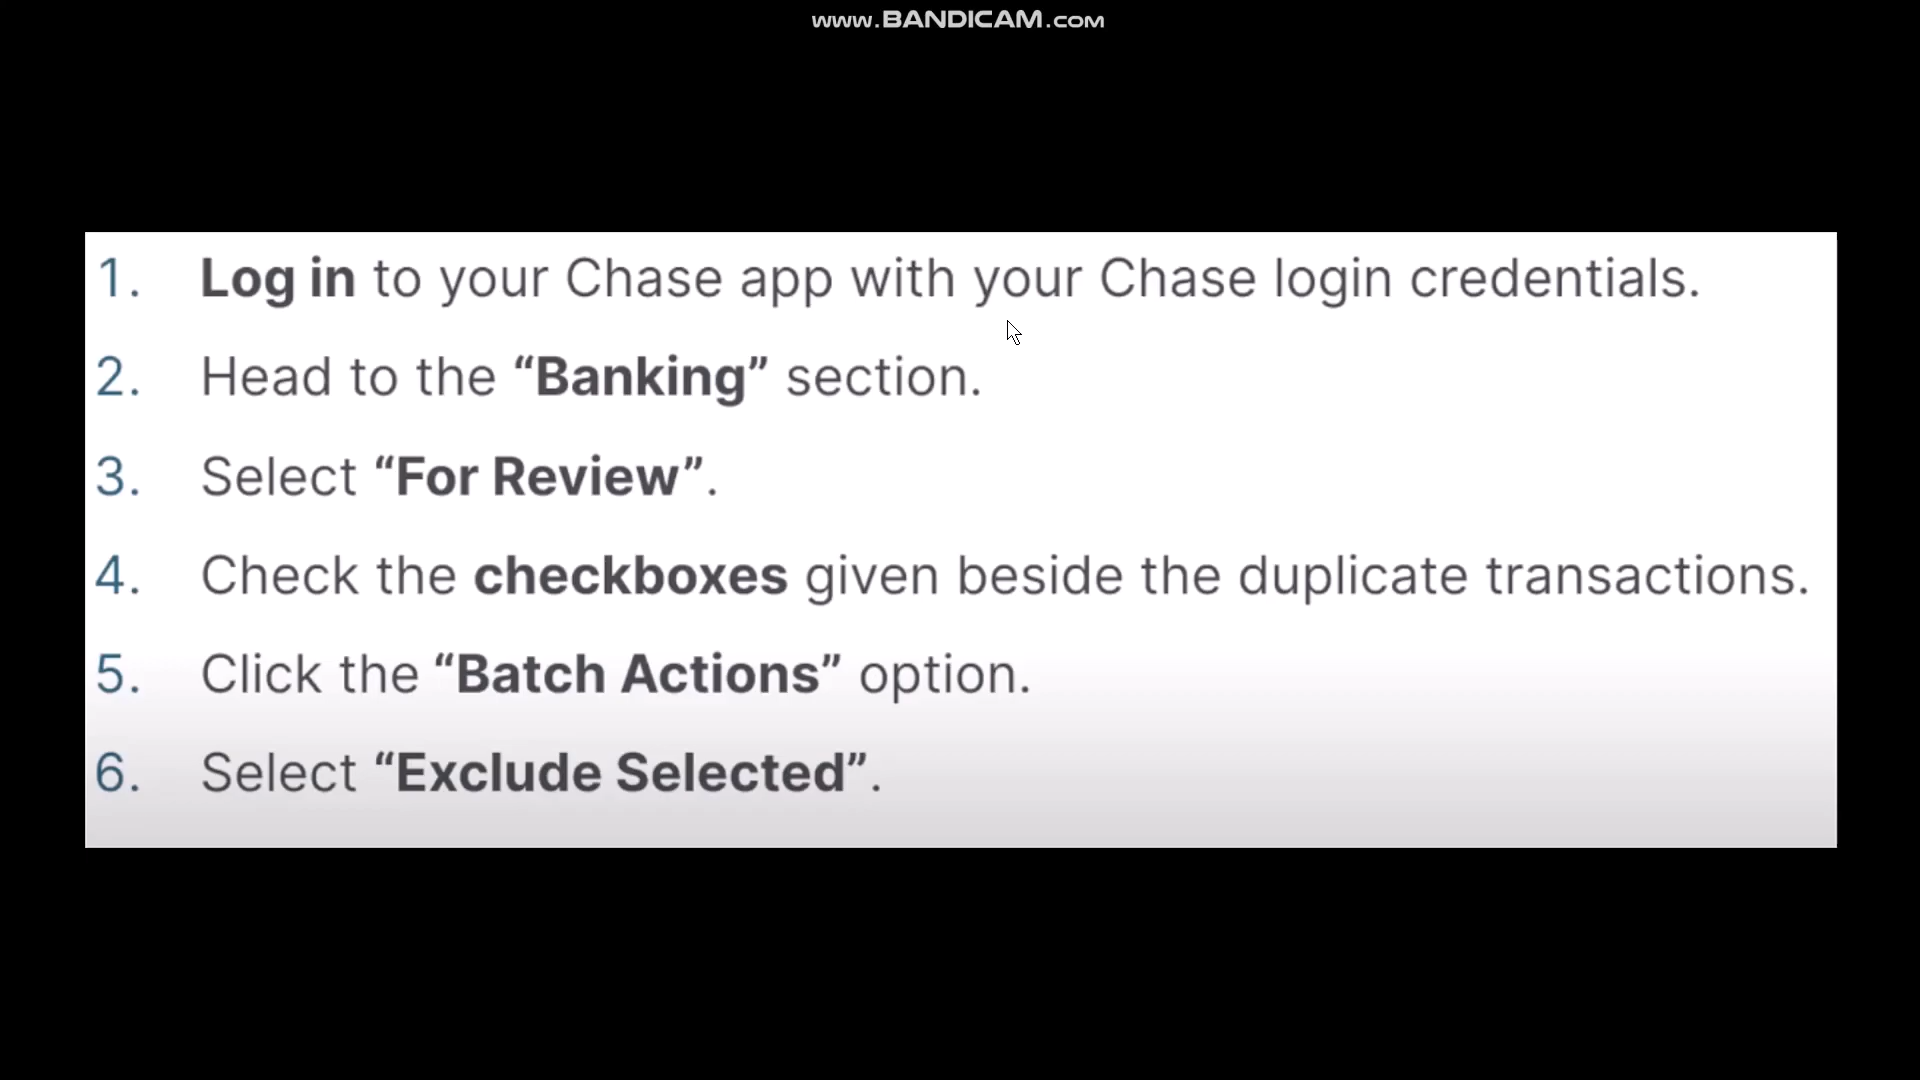 www.BANDICAM.com
1. Log in to your Chase app with your Chase login credentials.
2. Head to the “Banking” section.
3. Select “For Review”.
4. Check the checkboxes given beside the duplicate transactions.
5. Click the “Batch Actions” option.
6. Select “Exclude Selected”.